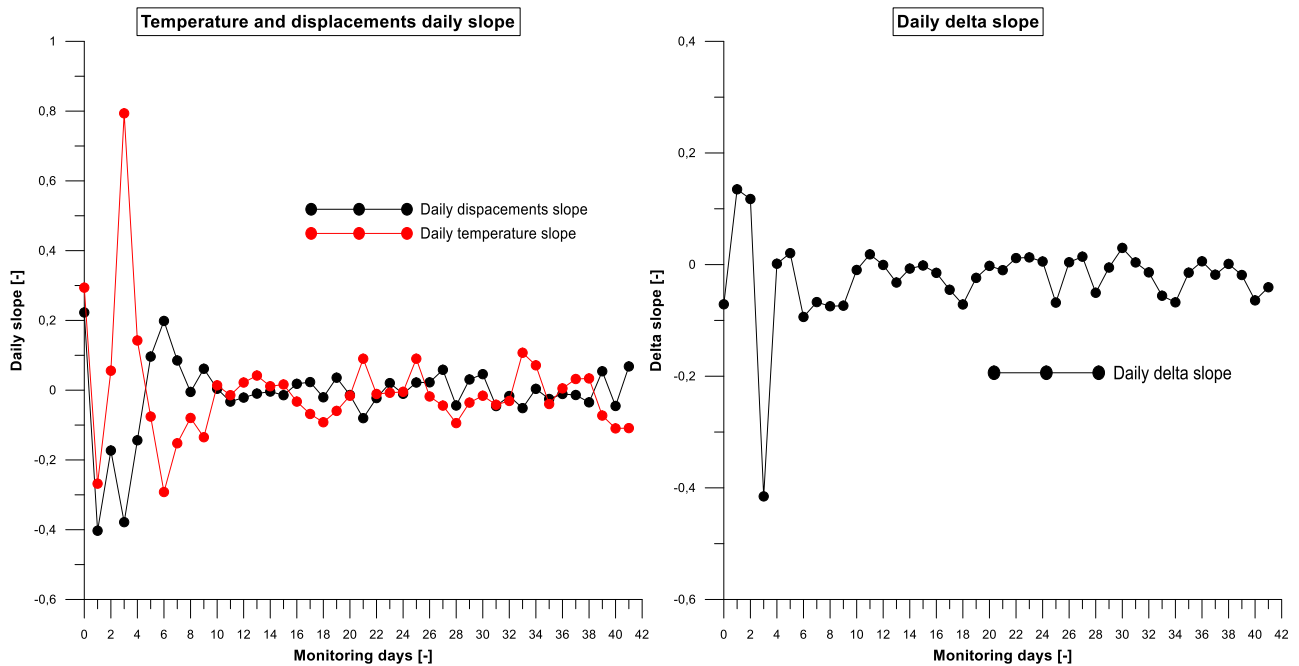 Temperature and displacements daily slope
1
0,8
0,6
0,4
0,2
0
-0,2
-0,4
-0,6
Daily slope [-]
Daily dispacements slope
Daily temperature slope
0 2 4 6 8 10 12 14 16 18 20 22 24 26 28 30 32 34 36 38 40 42
Monitoring days [-]
Daily delta slope
0,4
0,2
0
-0,2
-0,4
-0,6
Delta slope [-]
Daily delta slope
0 2 4 6 8 10 12 14 16 18 20 22 24 26 28 30 32 34 36 38 40 42
Monitoring days [-]